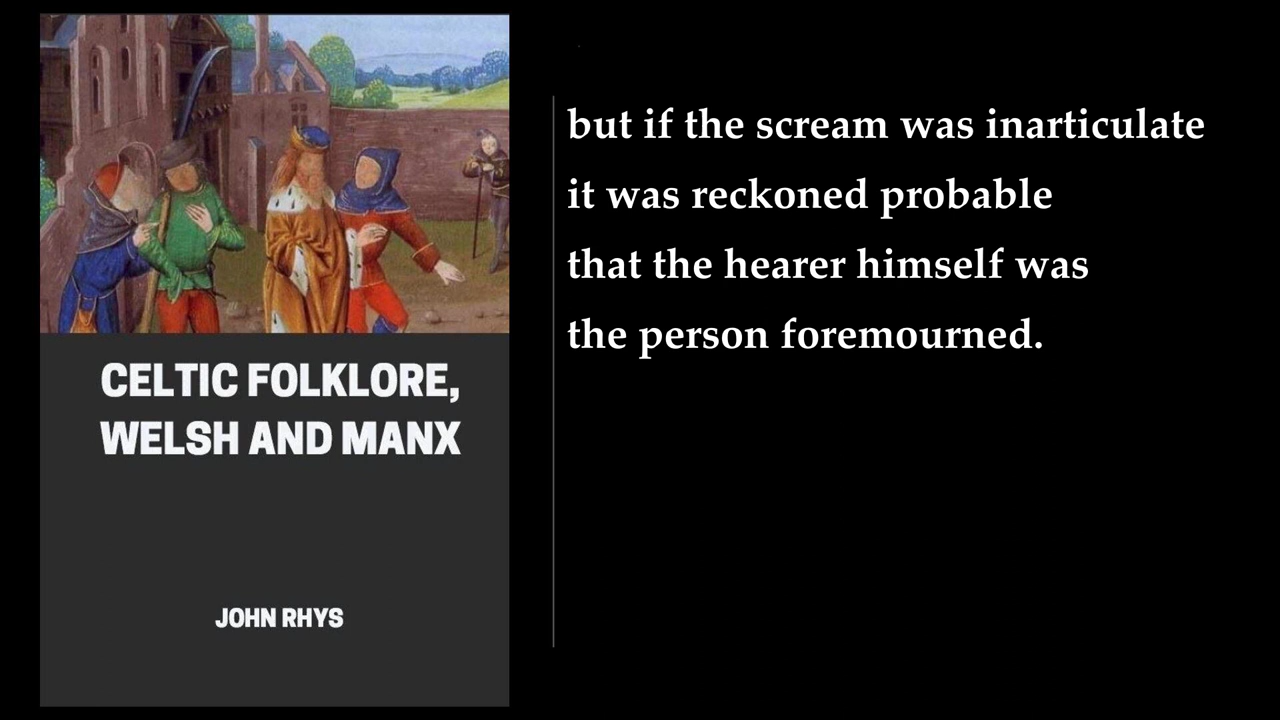 CELTIC FOLKLORE,
WELSH AND MANX
JOHN RHYS
but if the scream was inarticulate
it was reckoned probable
that the hearer himself was
the person foremourned.